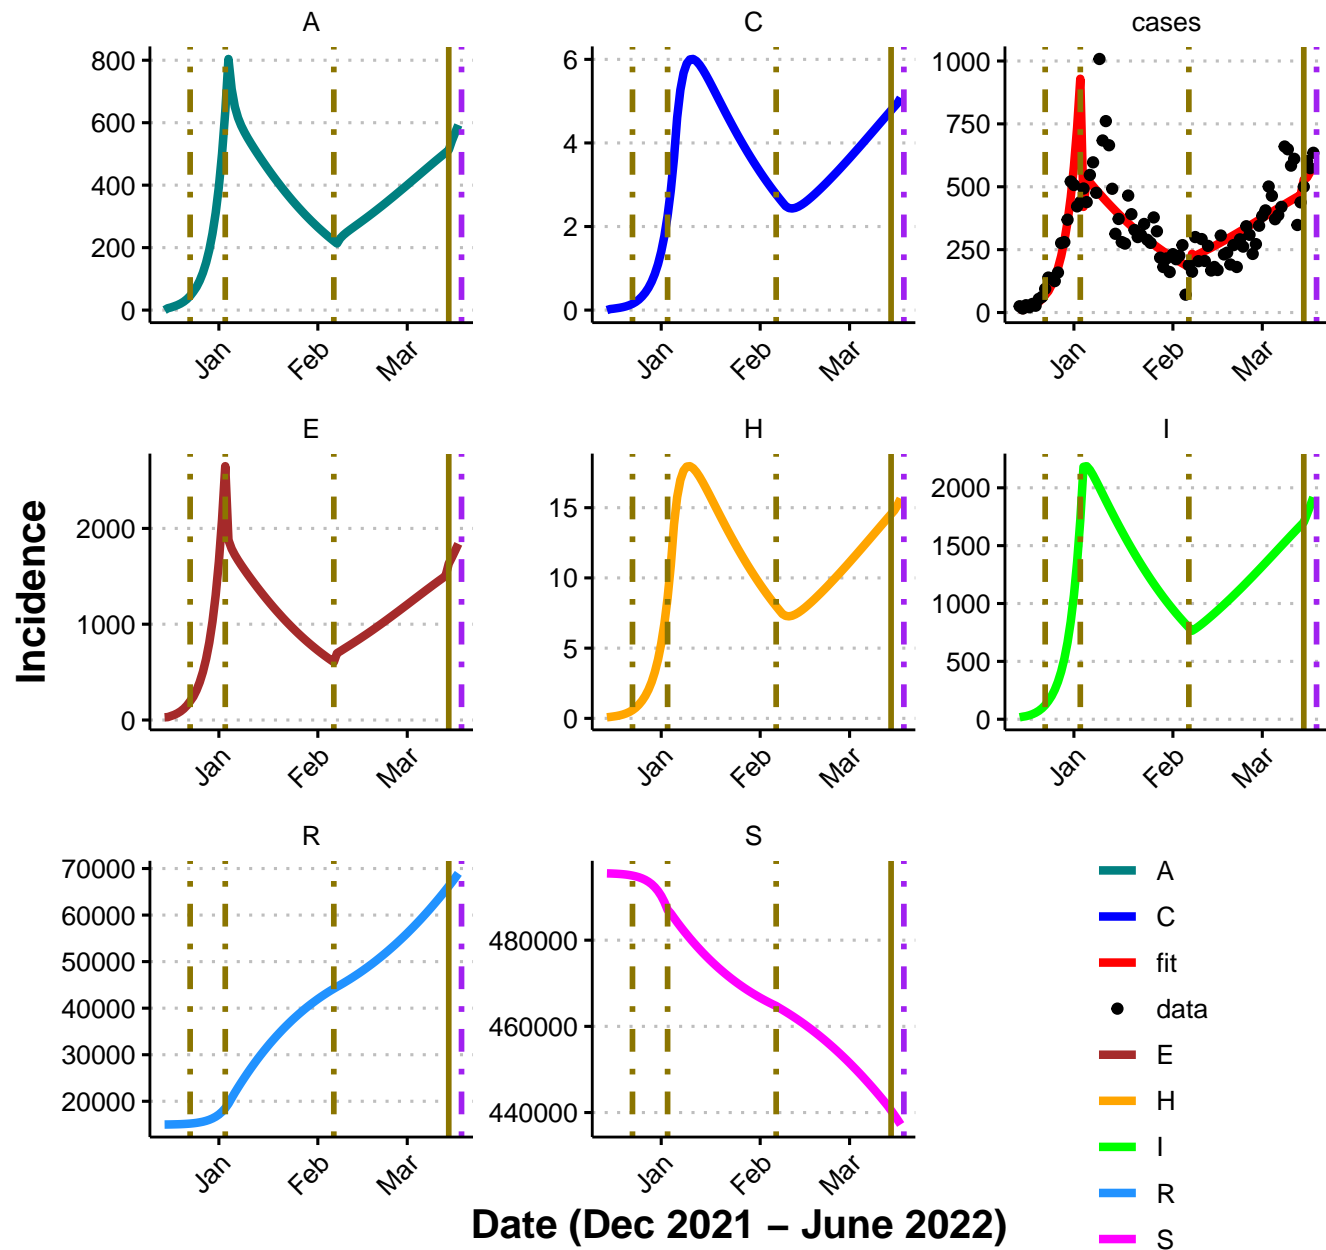 A
800
600
400
200
0
Jan
Feb
Mar
C
6
4
2
0
Jan
Feb
Mar
cases
1000
750
500
250
0
Jan
Feb
Mar
E
2000
1000
0
Jan
Feb
Mar
H
15
10
5
0
Jan
Feb
Mar
I
2000
1500
1000
500
0
Jan
Feb
Mar
Incidence
R
70000
60000
50000
40000
30000
20000
Jan
Feb
Mar
S
480000
460000
440000
Jan
Feb
Mar
A
C
fit
data
E
H
I
R
S
Date (Dec 2021 – June 2022)